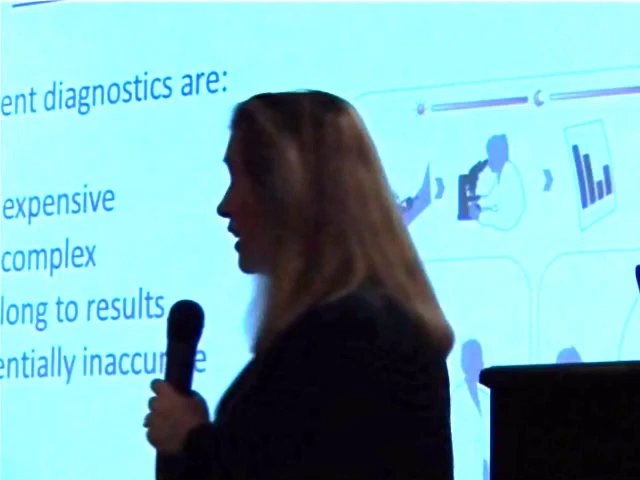 ent diagnostics are:
expensive
complex
long to results
entially inaccu e